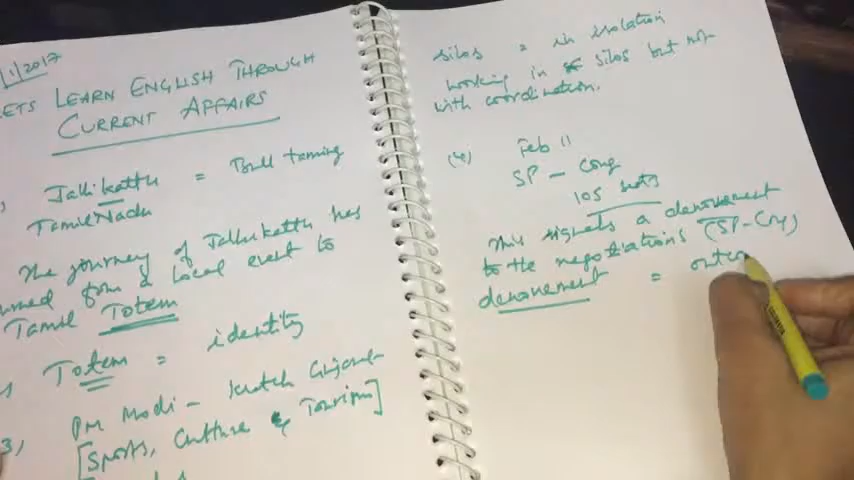 /1/2017
ETS LEARN ENGLISH THROUGH
CURRENT AFFAIRS
Jallikattu = Bull taming
TamilNadu
The journey of Jallikattu has
urned from a local event to
Tamil Totem
Totem = identity
3, PM Modi - Kutch Gujarat
[Sports, Culture & Tourism]
silos = in isolation
working in silos but not
with coordination.
(4) Feb 11
SP - Cong
105 seats
This signals a denouement
to the negotiations (SP-Cong)
denouement = outco